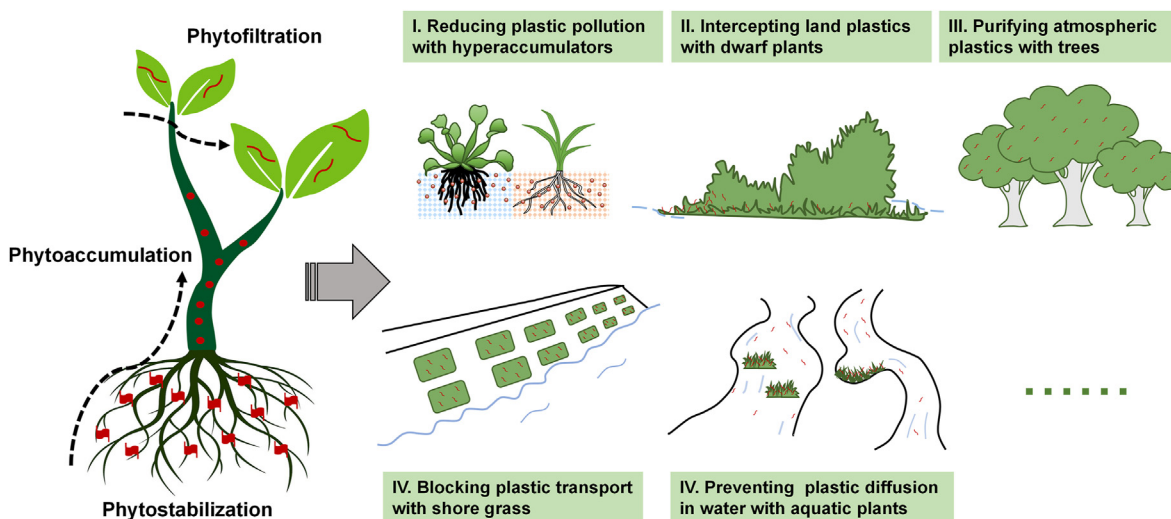 Phytofiltration
Phytoaccumulation
Phytostabilization
I. Reducing plastic pollution
with hyperaccumulators
II. Intercepting land plastics
with dwarf plants
III. Purifying atmospheric
plastics with trees
IV. Blocking plastic transport
with shore grass
IV. Preventing plastic diffusion
in water with aquatic plants